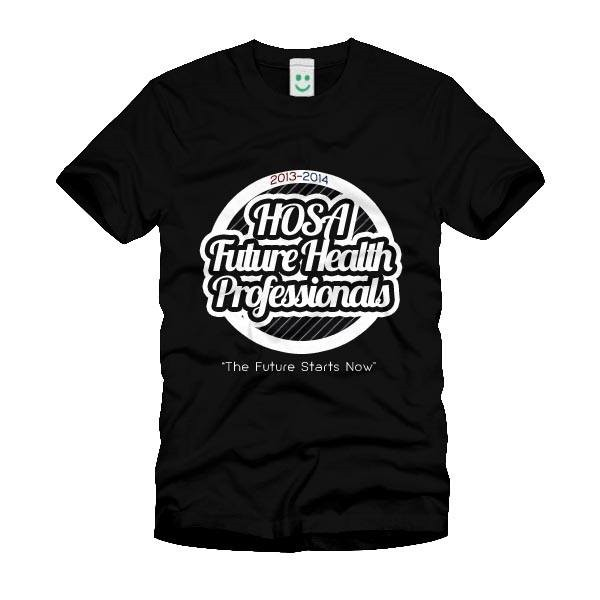 2013-2014
HOSA
Future Health
Professionals
"The Future Starts Now"